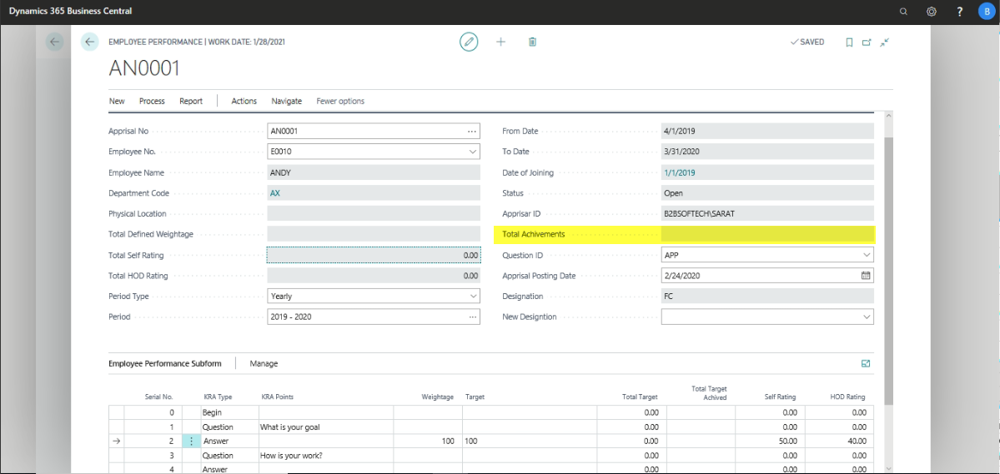 Dynamics 365 Business Central
?
B
EMPLOYEE PERFORMANCE | WORK DATE: 1/28/2021
SAVED
AN0001
New Process Report Actions Navigate Fewer options
Apprisal No AN0001 From Date 4/1/2019
Employee No. E0010 To Date 3/31/2020
Employee Name ANDY Date of Joining 1/1/2019
Department Code AX Status Open
Physical Location Apprisar ID B2BSOFTECH\SARAT
Total Defined Weightage Total Achivements
Total Self Rating 0.00 Question ID APP
Total HOD Rating 0.00 Apprisal Posting Date 2/24/2020
Period Type Yearly Designation FC
Period 2019 - 2020 New Designtion
Employee Performance Subform Manage
Serial No. KRA Type KRA Points Weightage Target Total Target Total Target Achived Self Rating HOD Rating
0 Begin 0.00 0.00 0.00
1 Question What is your goal 0.00 0.00 0.00
2 Answer 100 100 0.00 50.00 40.00
3 Question How is your work? 0.00 0.00 0.00
4 Answer 0.00 0.00 0.00